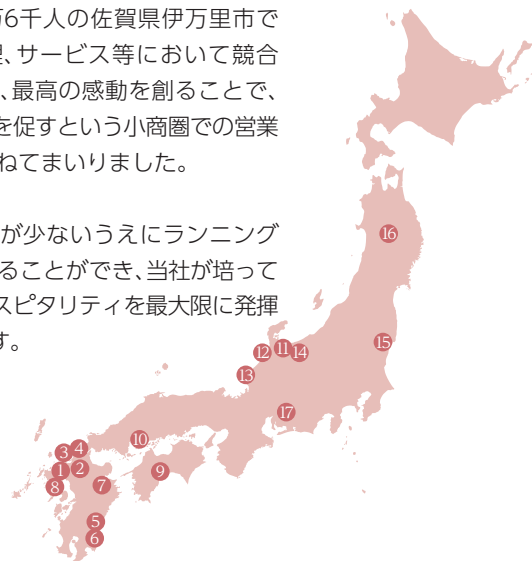 万6千人の佐賀県伊万里市で
、サービス等において競合
、最高の感動を創ることで、
を促すという小商圏での営業
ねてまいりました。
が少ないうえにランニング
ることができ、当社が培って
スピタリティを最大限に発揮
す。
16
15
11
12
14
13
17
10
4
3
1
2
9
8
7
5
6